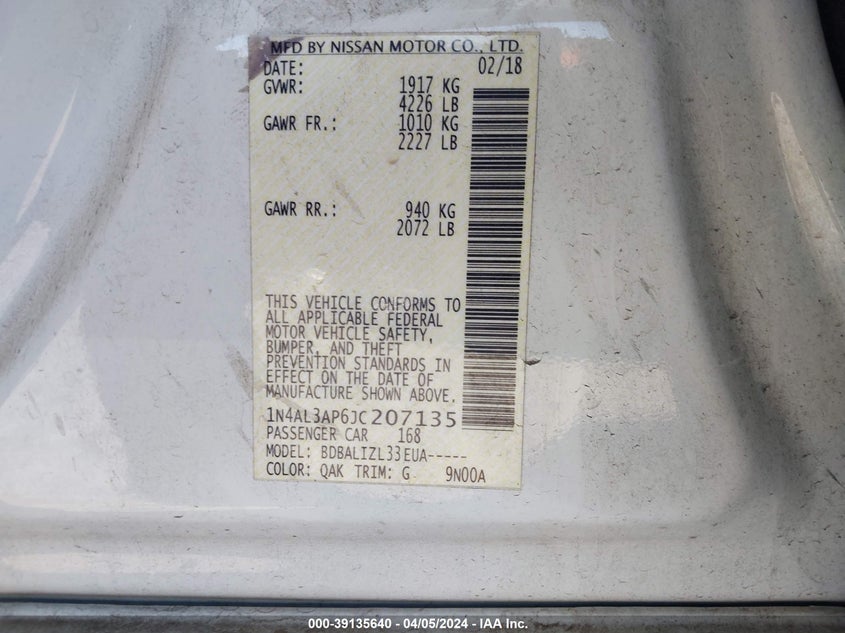 MFD BY NISSAN MOTOR CO., LTD.
DATE: 02/18
GVWR: 1917 KG
4226 LB
GAWR FR.: 1010 KG
2227 LB
GAWR RR.: 940 KG
2072 LB
THIS VEHICLE CONFORMS TO
ALL APPLICABLE FEDERAL
MOTOR VEHICLE SAFETY,
BUMPER, AND THEFT
PREVENTION STANDARDS IN
EFFECT ON THE DATE OF
MANUFACTURE SHOWN ABOVE.
1N4AL3AP6JC207135
PASSENGER CAR 168
MODEL: BDBALIZL33EUA-----
COLOR: QAK TRIM: G 9N00A
000-39135640 - 04/05/2024 - IAA Inc.